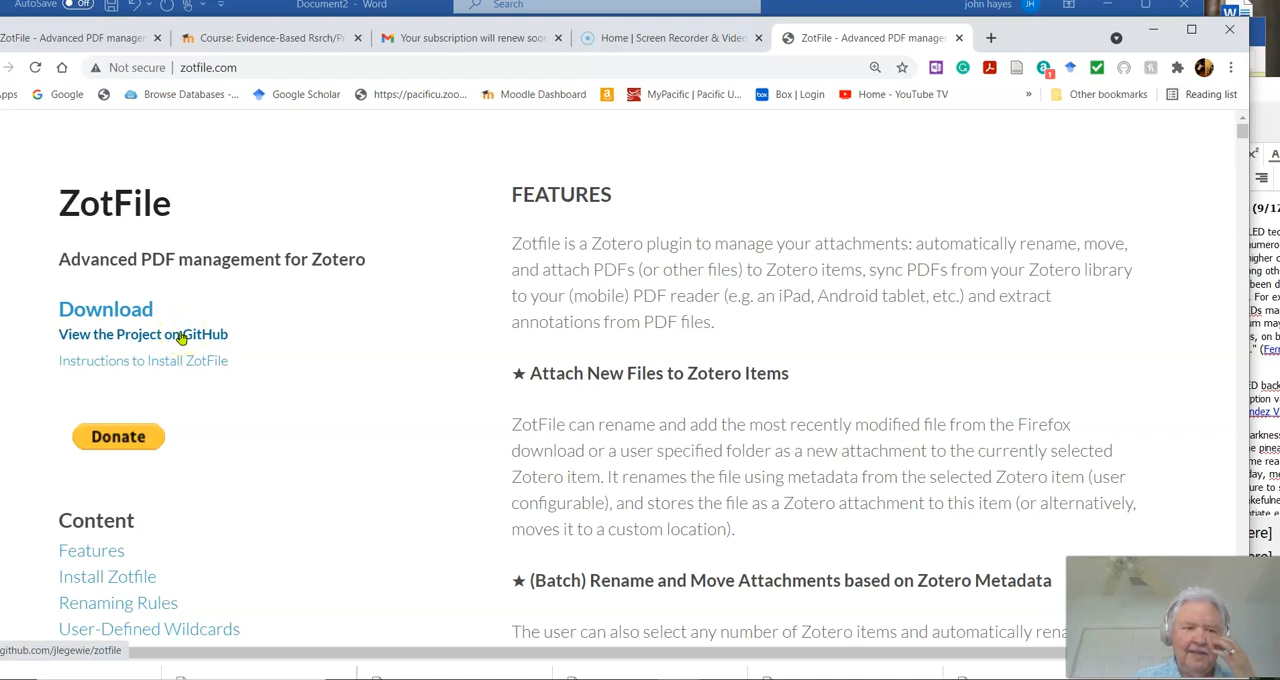 AutoSave Off
Document2 - Word
Search
john hayes JH
ZotFile - Advanced PDF manage
Course: Evidence-Based Rsrch/Pr
Your subscription will renew soo
Home | Screen Recorder & Video
ZotFile - Advanced PDF manage
Not secure | zotfile.com
Google
Browse Databases -...
Google Scholar
https://pacificu.zoo...
Moodle Dashboard
MyPacific | Pacific U...
Box | Login
Home - YouTube TV
»
Other bookmarks
Reading list
ZotFile
Advanced PDF management for Zotero
Download
View the Project on GitHub
Instructions to Install ZotFile
Donate
Content
Features
Install Zotfile
Renaming Rules
User-Defined Wildcards
FEATURES
Zotfile is a Zotero plugin to manage your attachments: automatically rename, move,
and attach PDFs (or other files) to Zotero items, sync PDFs from your Zotero library
to your (mobile) PDF reader (e.g. an iPad, Android tablet, etc.) and extract
annotations from PDF files.
★ Attach New Files to Zotero Items
ZotFile can rename and add the most recently modified file from the Firefox
download or a user specified folder as a new attachment to the currently selected
Zotero item. It renames the file using metadata from the selected Zotero item (user
configurable), and stores the file as a Zotero attachment to this item (or alternatively,
moves it to a custom location).
★ (Batch) Rename and Move Attachments based on Zotero Metadata
The user can also select any number of Zotero items and automatically rena
github.com/jlegewie/zotfile